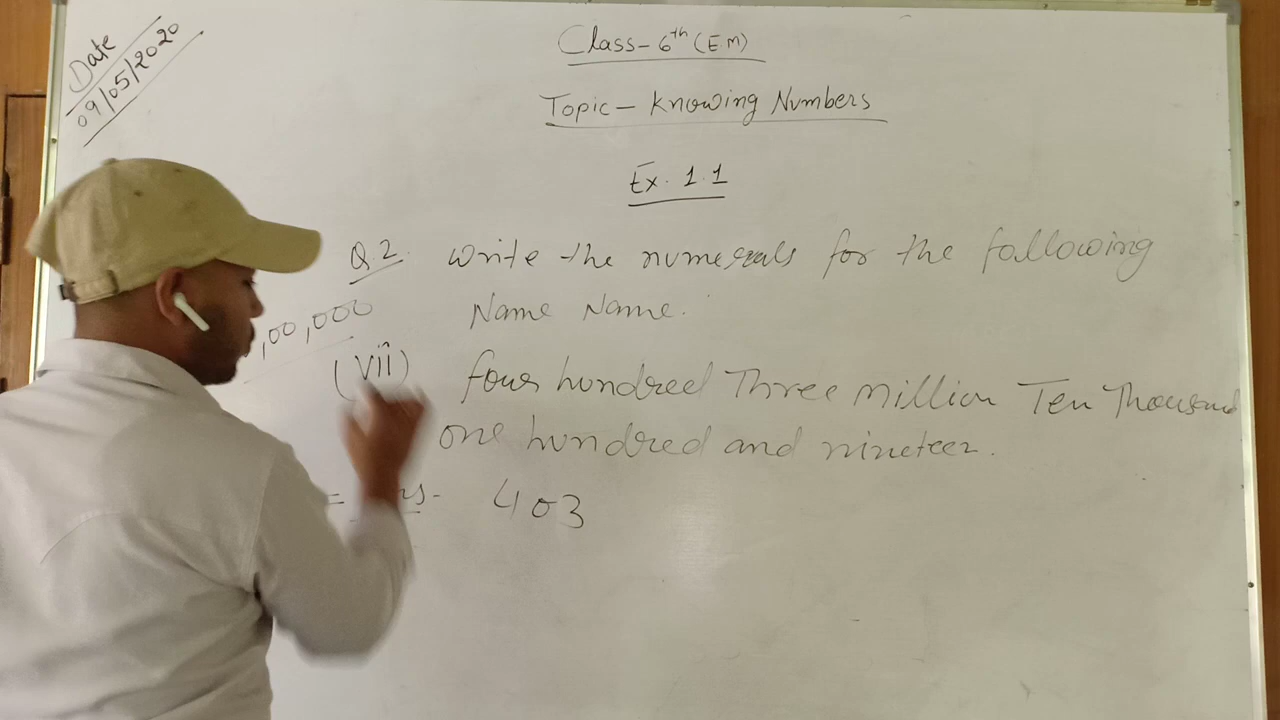 Date
09/05/2020
Class - 6th (E.M)
Topic - Knowing Numbers
Ex. 1.1
Q2. Write the numerals for the following
Name Name.
,00,000
(vii) four hundred Three million Ten Thousand
one hundred and nineteen.
= 403